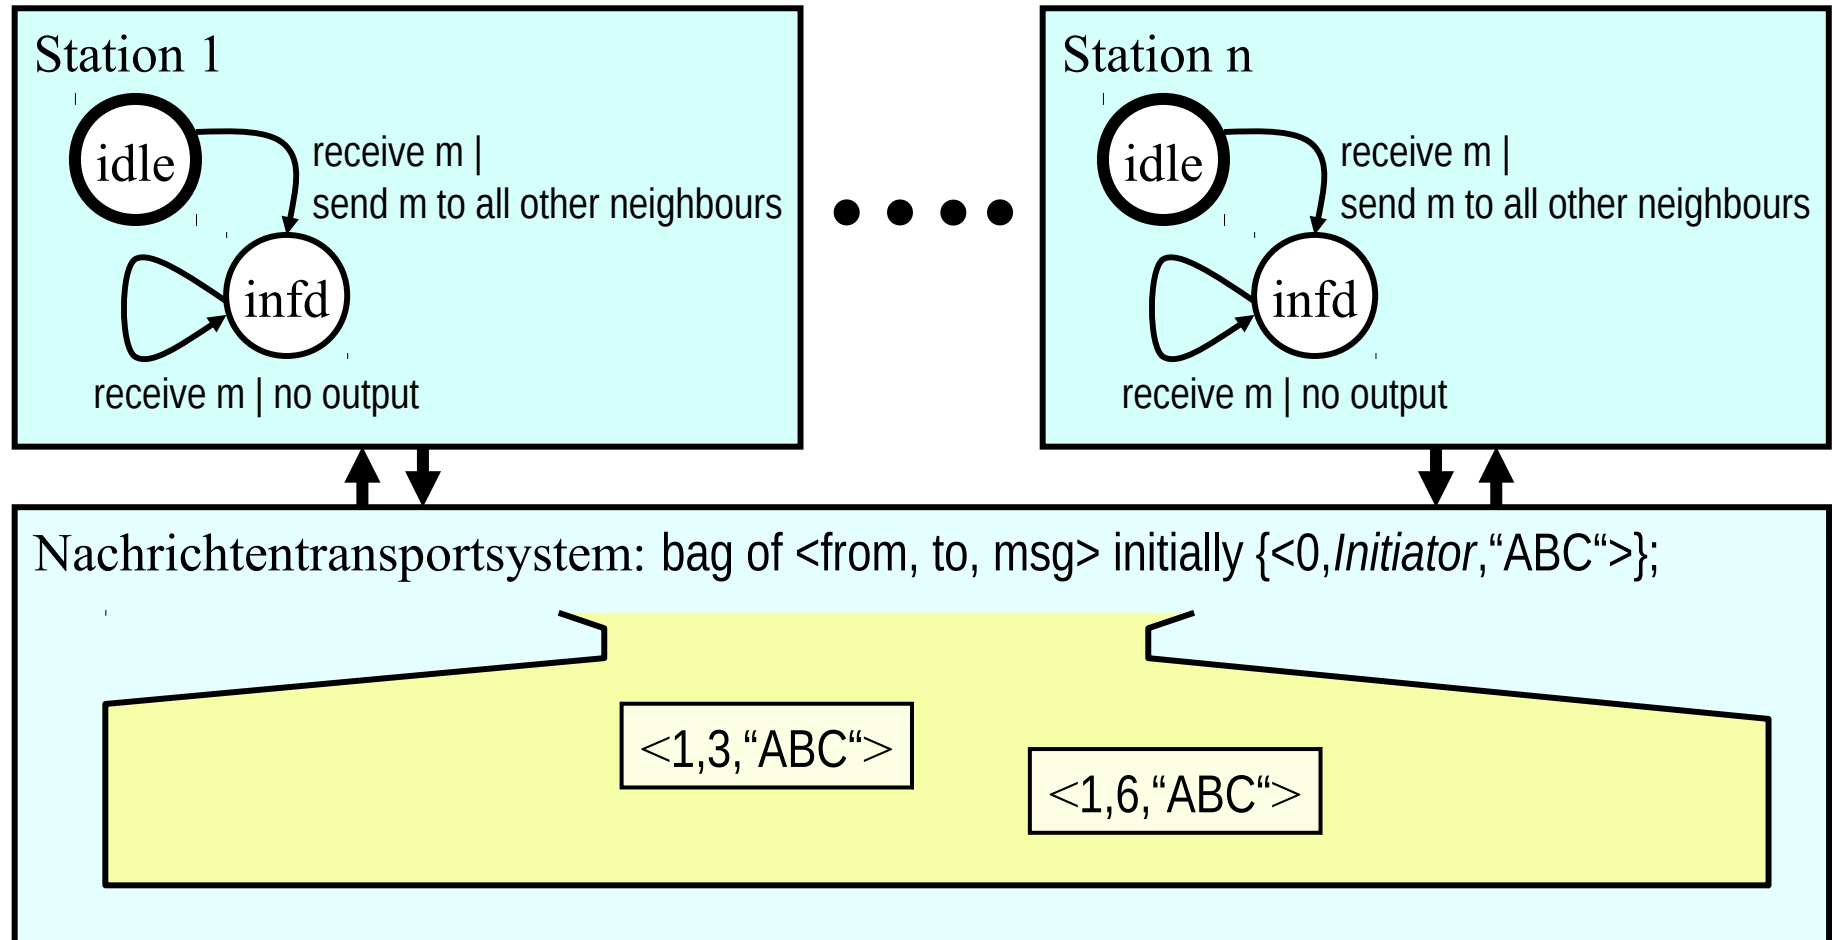 Station 1
idle
receive m |
send m to all other neighbours
infd
receive m | no output
Station n
idle
receive m |
send m to all other neighbours
infd
receive m | no output
Nachrichtentransportsystem: bag of <from, to, msg> initially {<0,Initiator,“ABC“>};
<1,3,“ABC“>
<1,6,“ABC“>